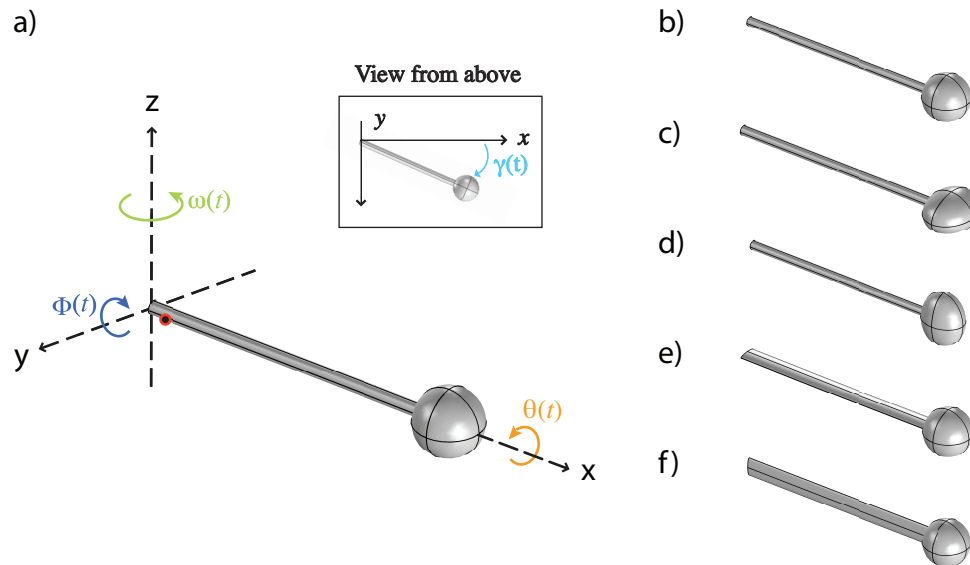 a)
View from above
y
x
γ(t)
z
ω(t)
Φ(t)
y
θ(t)
x
b)
c)
d)
e)
f)